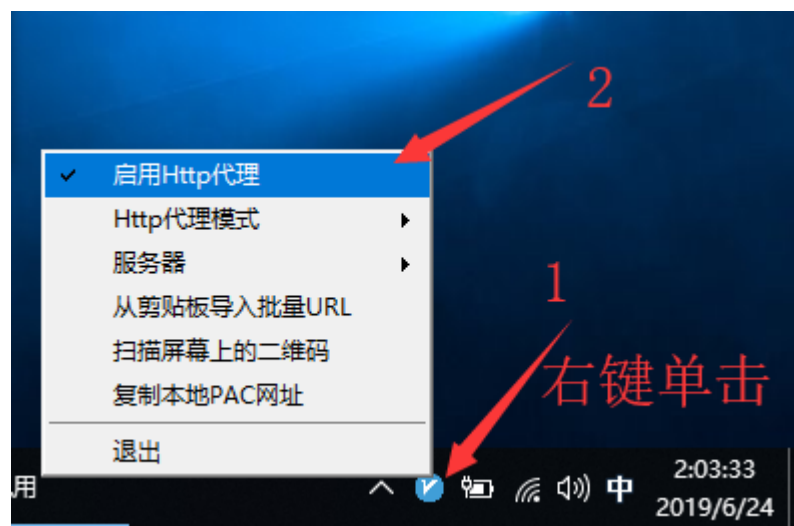 2
启用Http代理
Http代理模式
服务器
从剪贴板导入批量URL
扫描屏幕上的二维码
复制本地PAC网址
退出
1
右键单击
用
中
2:03:33
2019/6/24